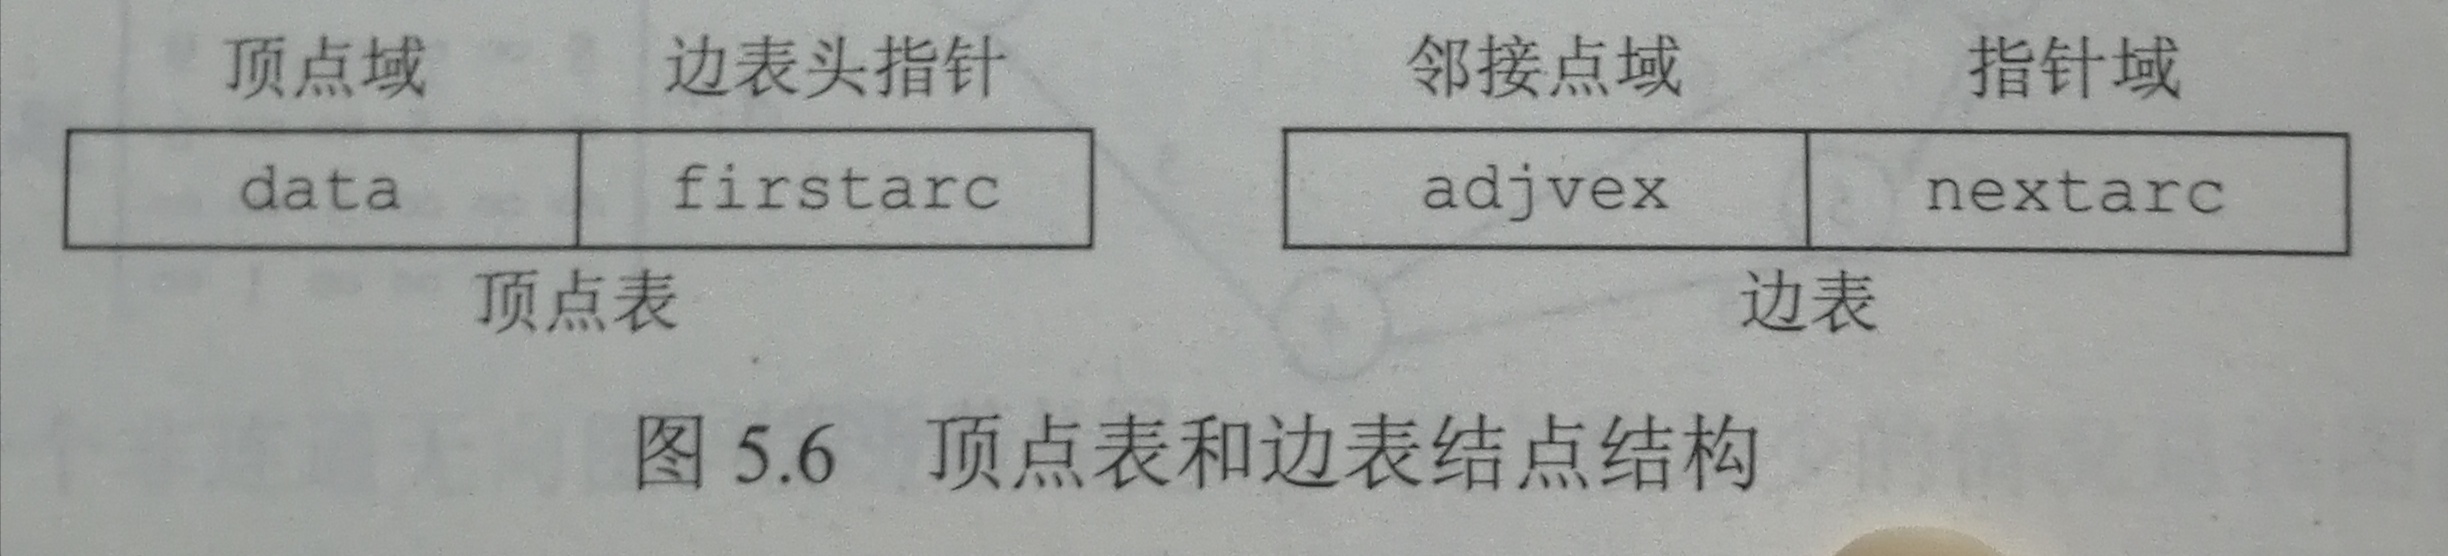 顶点域 边表头指针 邻接点域 指针域
data firstarc adjvex nextarc
顶点表 边表
图 5.6 顶点表和边表结点结构